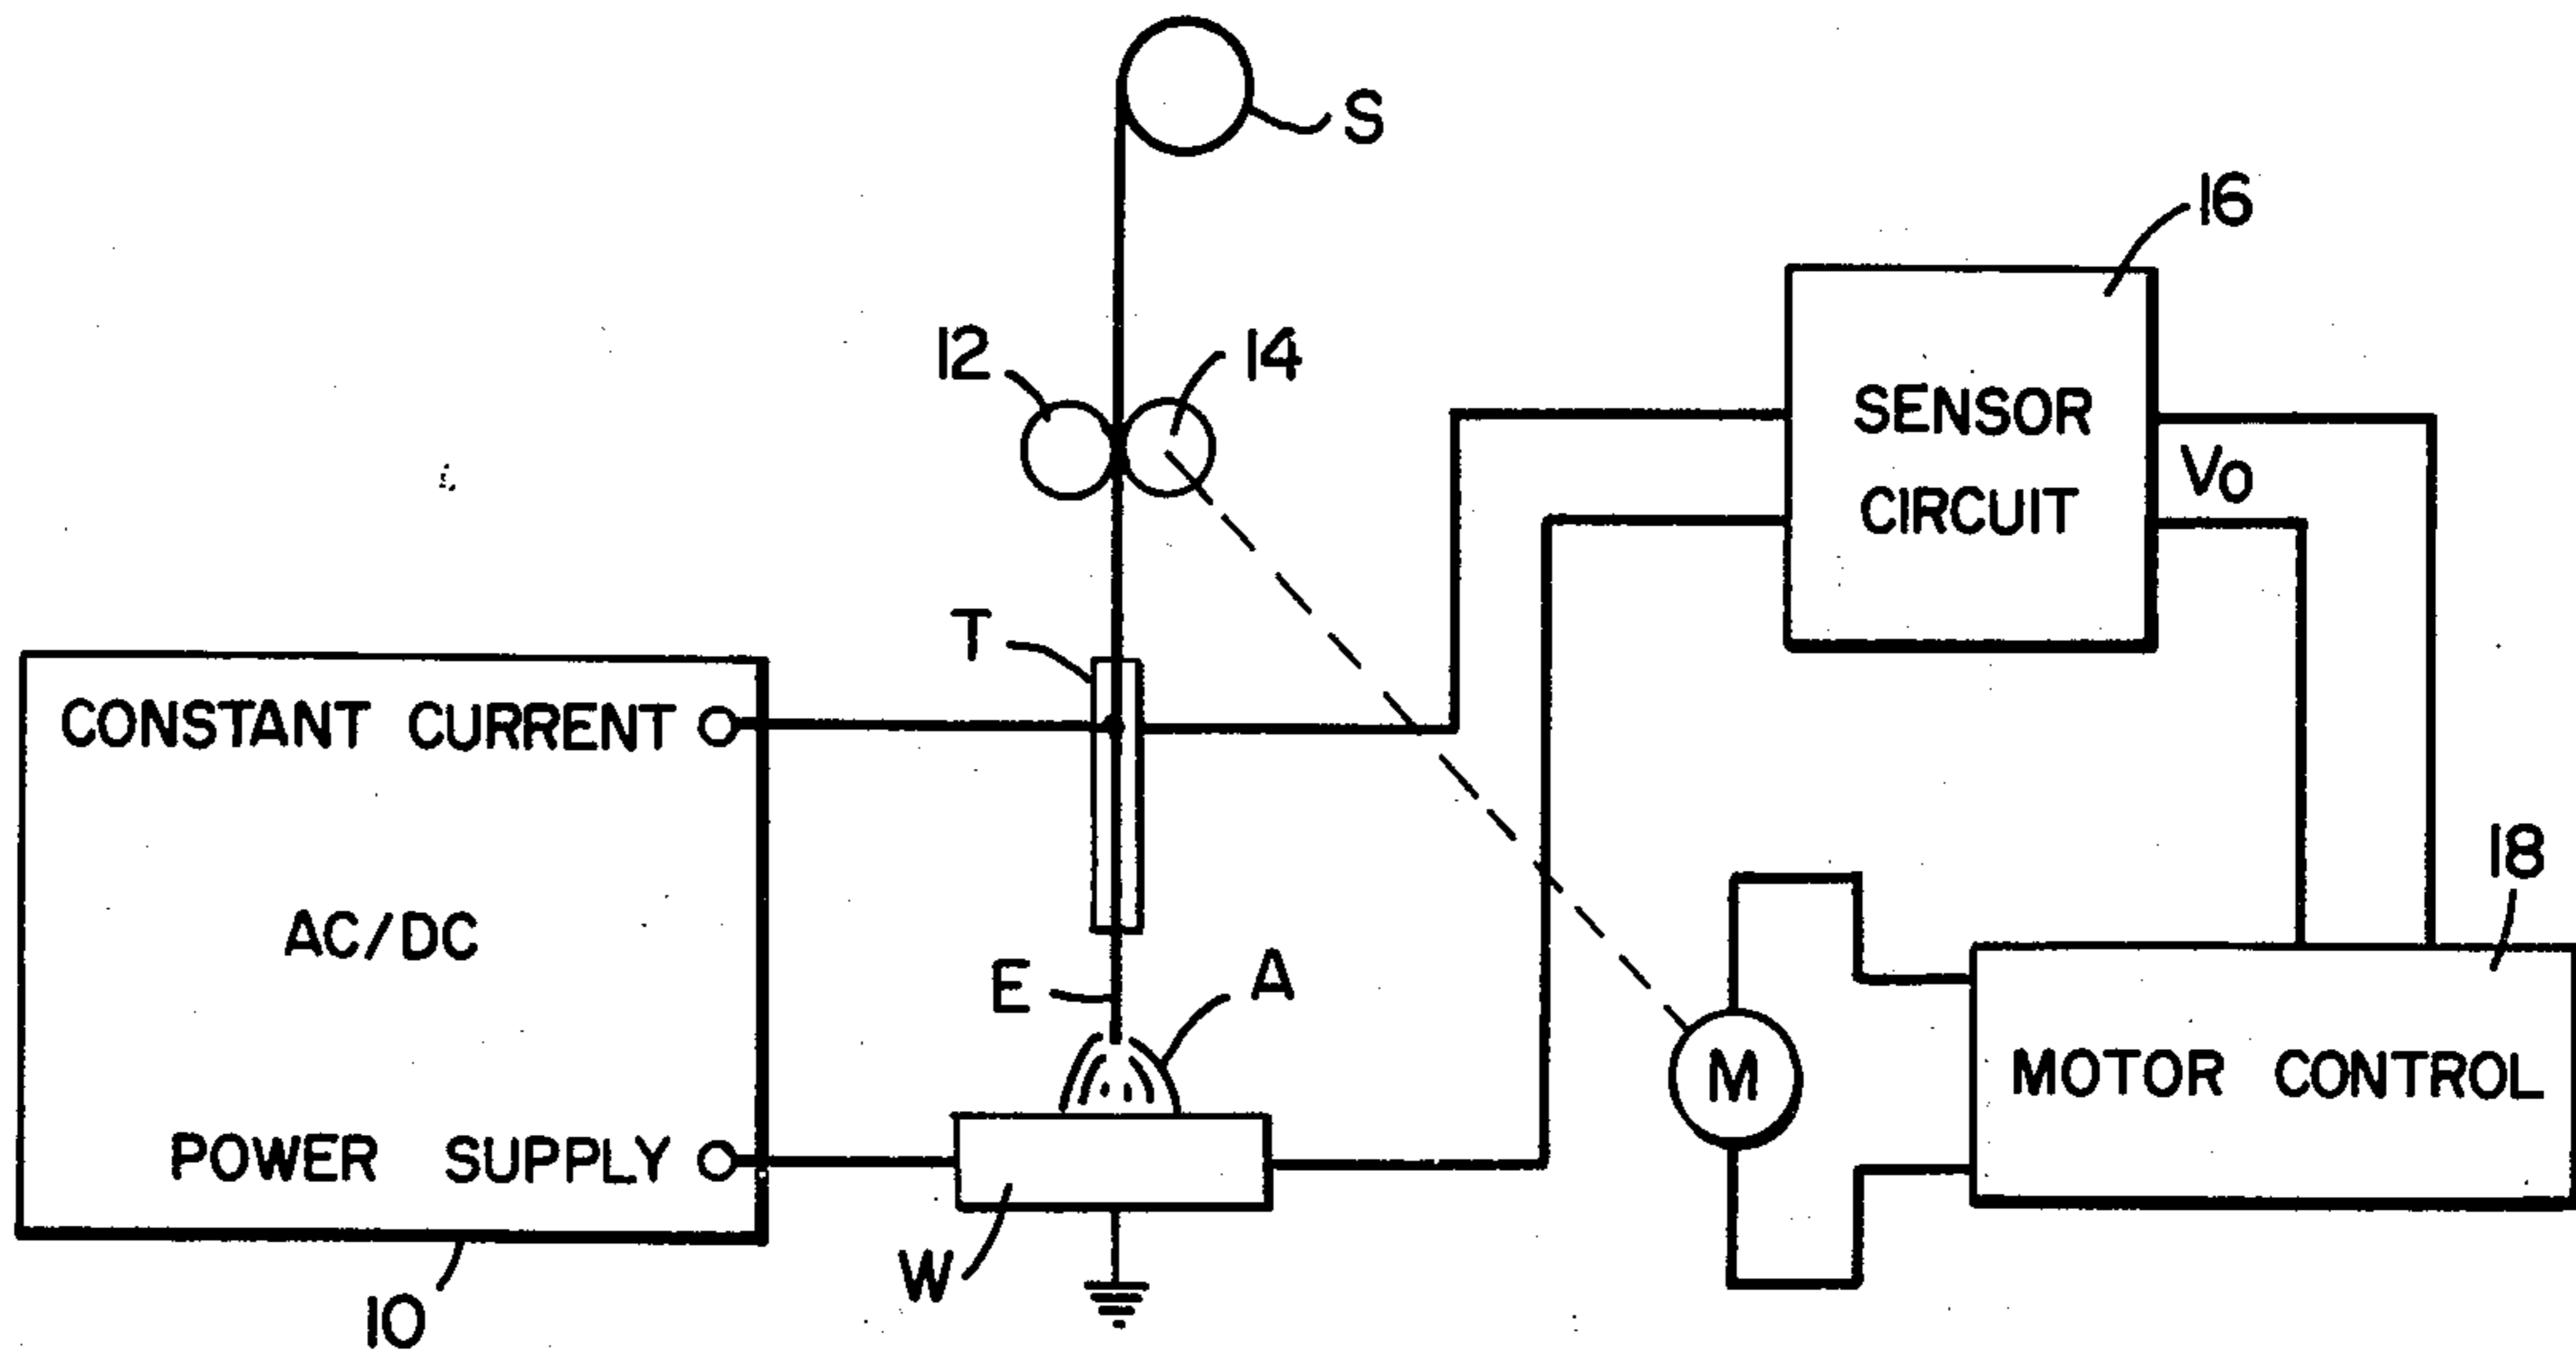 S
16
12
14
SENSOR
CIRCUIT
Vo
T
CONSTANT CURRENT
18
AC/DC
E
A
M
MOTOR CONTROL
POWER SUPPLY
W
10